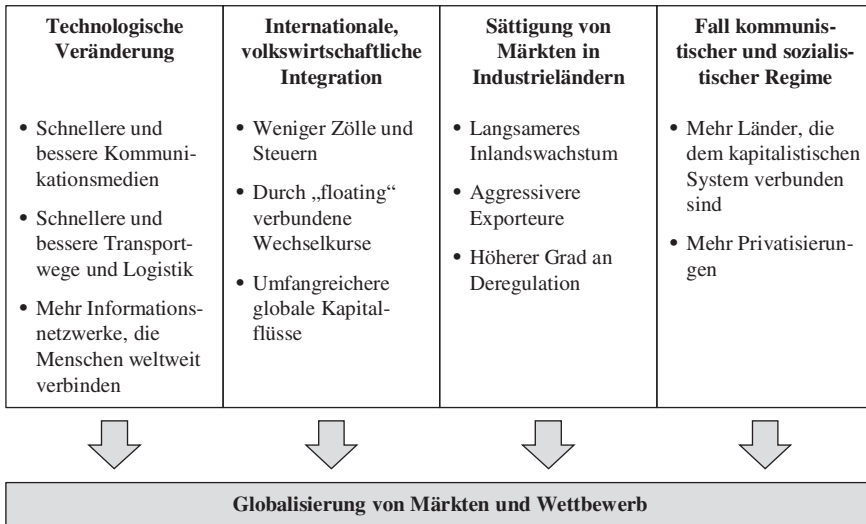 Technologische
Veränderung
• Schnellere und
bessere Kommuni-
kationsmedien
• Schnellere und
bessere Transport-
wege und Logistik
• Mehr Informations-
netzwerke, die
Menschen weltweit
verbinden
Internationale,
volkswirtschaftliche
Integration
• Weniger Zölle und
Steuern
• Durch „floating“
verbundene
Wechselkurse
• Umfangreichere
globale Kapital-
flüsse
Sättigung von
Märkten in
Industrieländern
• Langsameres
Inlandswachstum
• Aggressivere
Exporteure
• Höherer Grad an
Deregulation
Fall kommunis-
tischer und sozialis-
tischer Regime
• Mehr Länder, die
dem kapitalistischen
System verbunden
sind
• Mehr Privatisierun-
gen
Globalisierung von Märkten und Wettbewerb